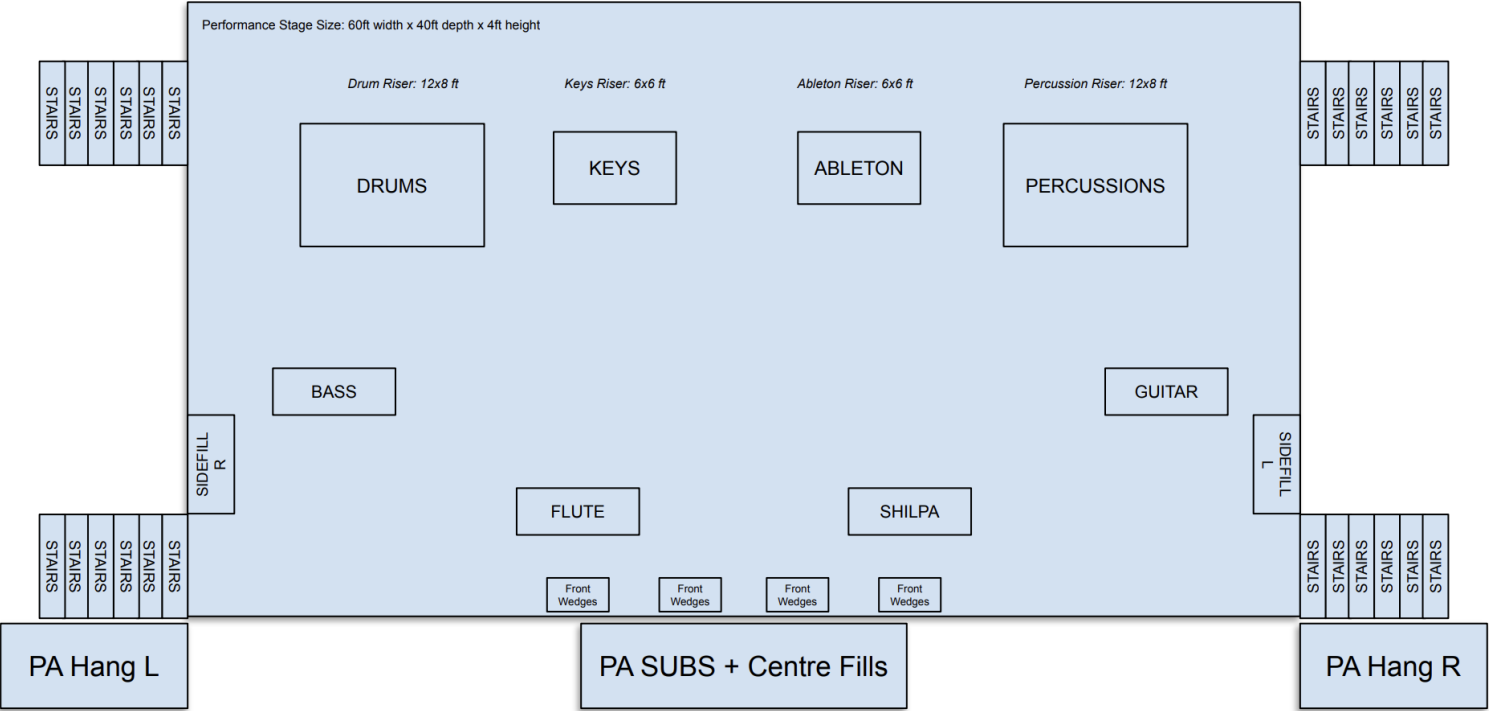 Performance Stage Size: 60ft width x 40ft depth x 4ft height
Drum Riser: 12x8 ft
Keys Riser: 6x6 ft
Ableton Riser: 6x6 ft
Percussion Riser: 12x8 ft
STAIRS
STAIRS
STAIRS
STAIRS
STAIRS
STAIRS
DRUMS
KEYS
ABLETON
PERCUSSIONS
STAIRS
STAIRS
STAIRS
STAIRS
STAIRS
STAIRS
BASS
GUITAR
SIDEFILL
R
SIDEFILL
L
FLUTE
SHILPA
STAIRS
STAIRS
STAIRS
STAIRS
STAIRS
STAIRS
Front
Wedges
Front
Wedges
Front
Wedges
Front
Wedges
STAIRS
STAIRS
STAIRS
STAIRS
STAIRS
STAIRS
PA Hang L
PA SUBS + Centre Fills
PA Hang R